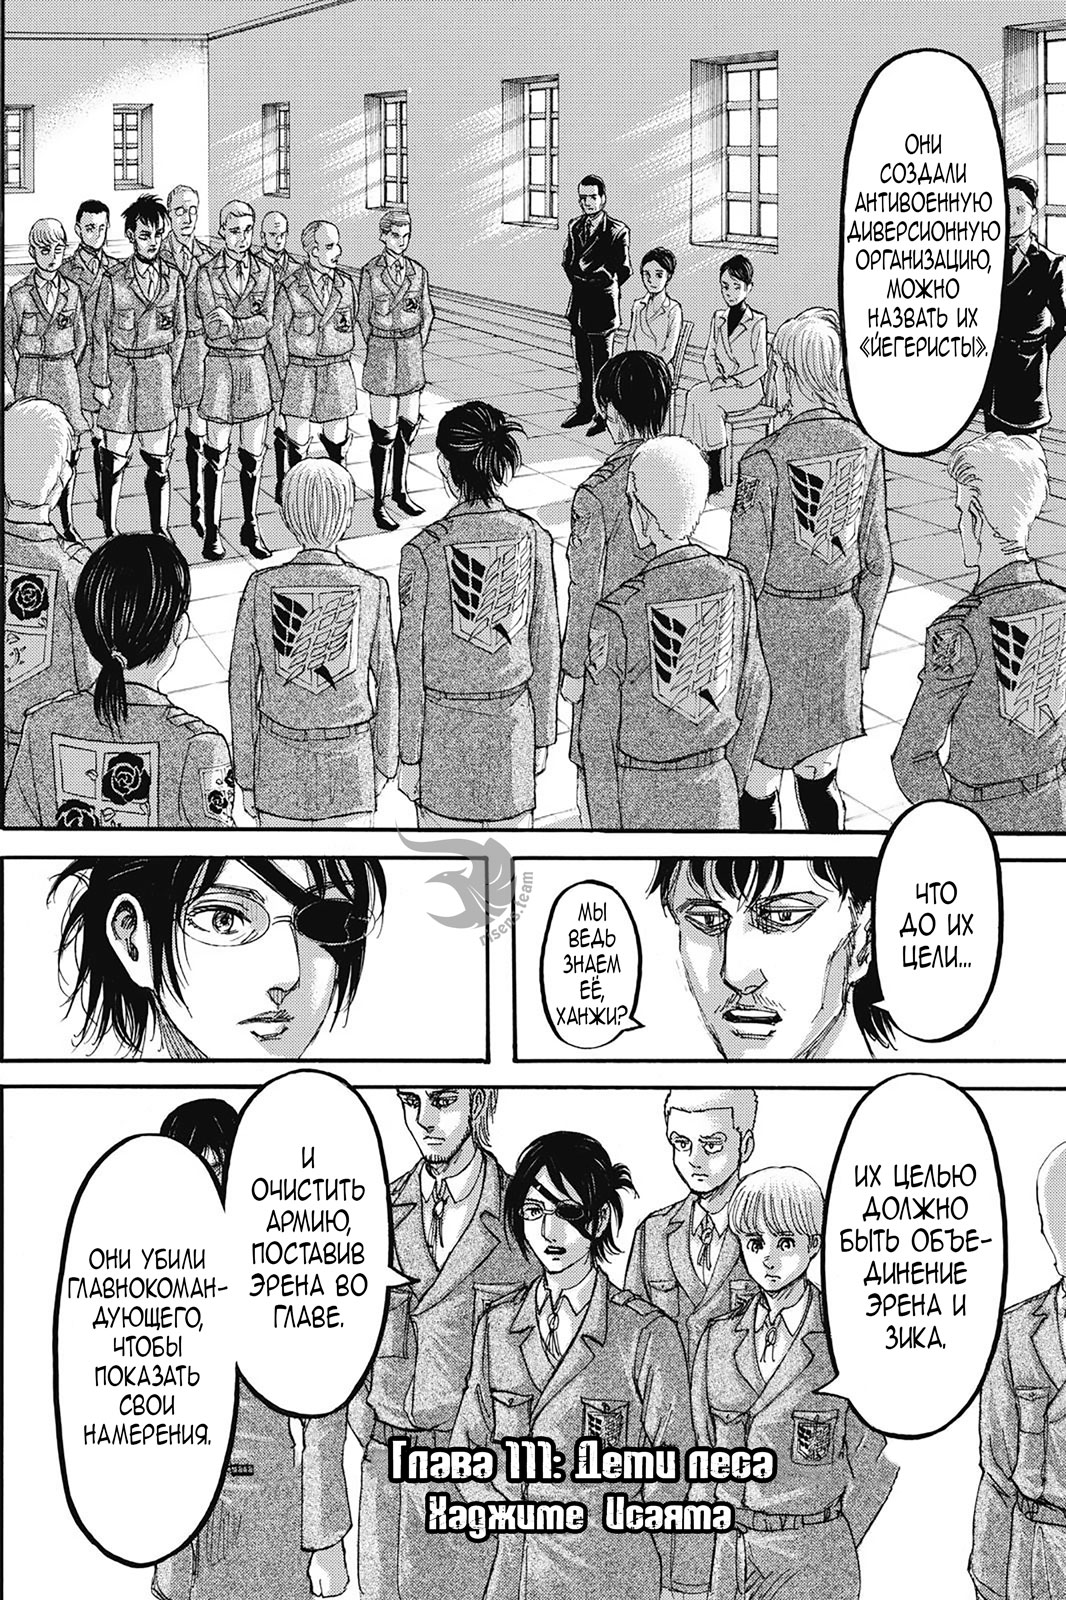 ОНИ
СОЗДАЛИ
АНТИВОЕННУЮ
ДИВЕРСИОННУЮ
ОРГАНИЗАЦИЮ,
МОЖНО
НАЗВАТЬ ИХ
«ЙЕГЕРИСТЫ».
ЧТО
ДО ИХ
ЦЕЛИ...
МЫ
ВЕДЬ
ЗНАЕМ
ЕЁ,
ХАНЖИ?
ИХ ЦЕЛЬЮ
ДОЛЖНО
БЫТЬ ОБЪЕ-
ДИНЕНИЕ
ЭРЕНА И
ЗИКА.
И
ОЧИСТИТЬ
АРМИЮ,
ПОСТАВИВ
ЭРЕНА ВО
ГЛАВЕ.
ОНИ УБИЛИ
ГЛАВНОКОМАН-
ДУЮЩЕГО,
ЧТОБЫ
ПОКАЗАТЬ
СВОИ
НАМЕРЕНИЯ.
Глава 111: Дети леса
Хаджиме Исаяма